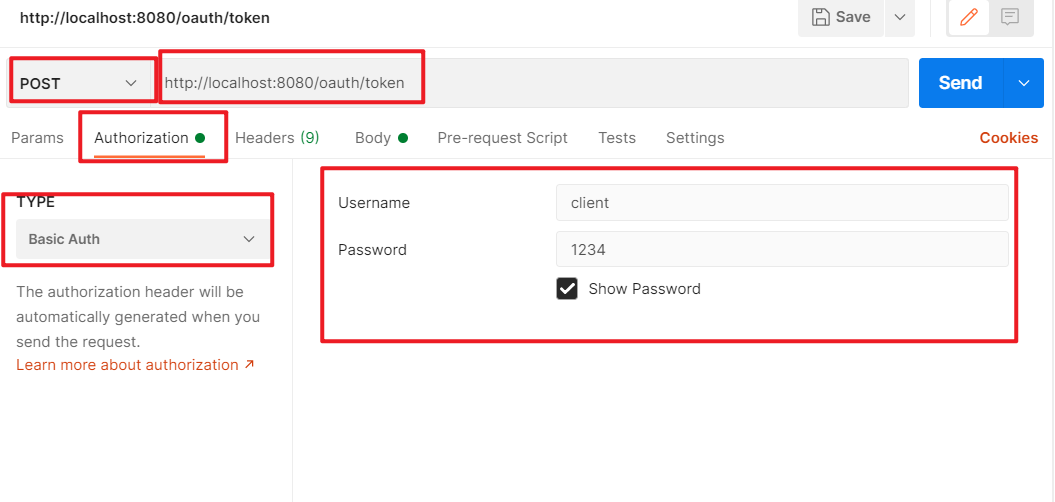 http://localhost:8080/oauth/token
Save
POST
http://localhost:8080/oauth/token
Send
Params
Authorization
Headers (9)
Body
Pre-request Script
Tests
Settings
Cookies
TYPE
Basic Auth
The authorization header will be
automatically generated when you
send the request.
Learn more about authorization ↗
Username
client
Password
1234
Show Password